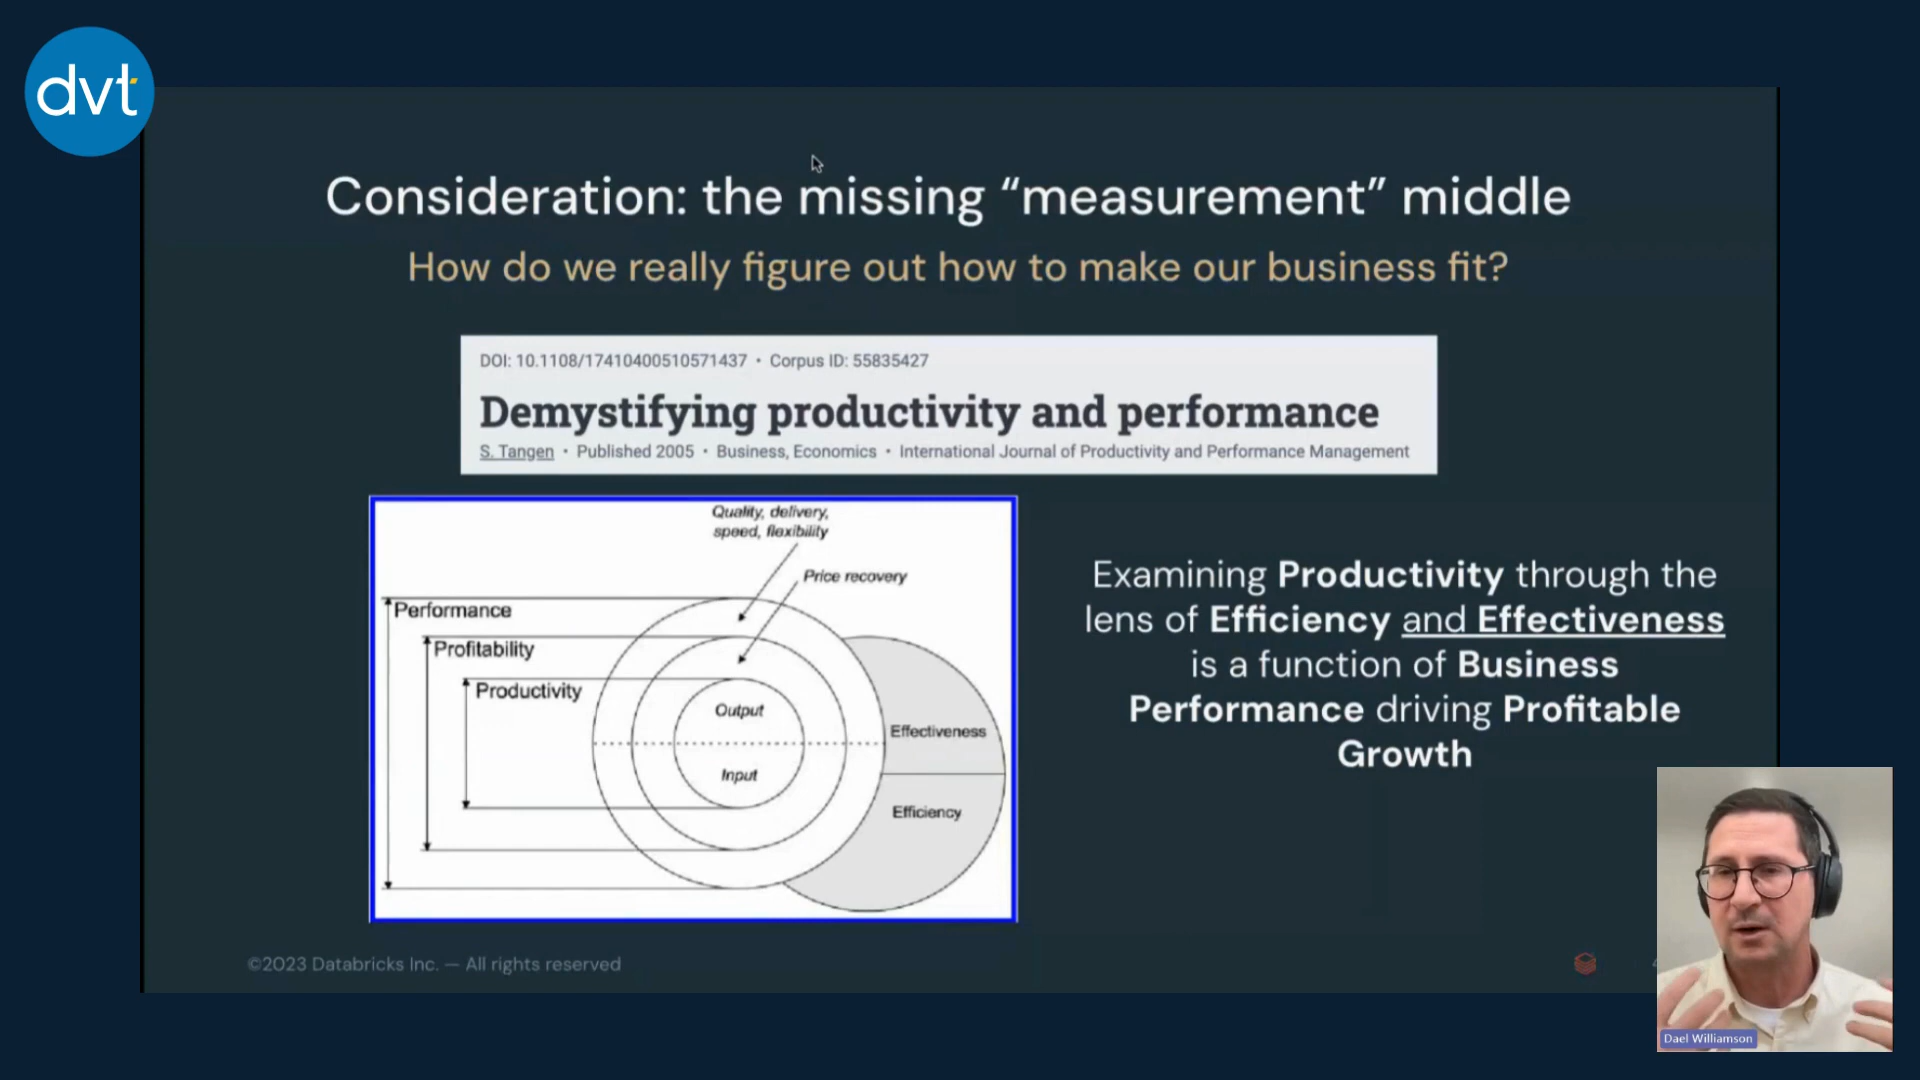 dvt
Consideration: the missing “measurement” middle
How do we really figure out how to make our business fit?
DOI: 10.1108/17410400510571437 • Corpus ID: 55835427
Demystifying productivity and performance
S. Tangen • Published 2005 • Business, Economics • International Journal of Productivity and Performance Management
Quality, delivery,
speed, flexibility
Price recovery
Performance
Profitability
Productivity
Output
Input
Effectiveness
Efficiency
Examining Productivity through the
lens of Efficiency and Effectiveness
is a function of Business
Performance driving Profitable
Growth
©2023 Databricks Inc. — All rights reserved
Dael Williamson